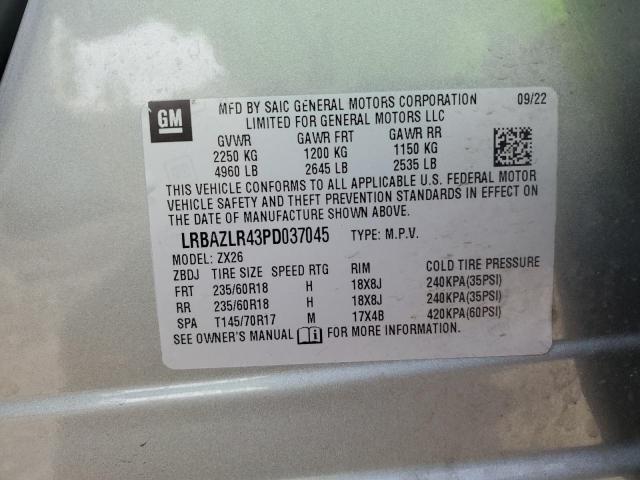 GM
MFD BY SAIC GENERAL MOTORS CORPORATION 09/22
LIMITED FOR GENERAL MOTORS LLC
GVWR GAWR FRT GAWR RR
2250 KG 1200 KG 1150 KG
4960 LB 2645 LB 2535 LB
THIS VEHICLE CONFORMS TO ALL APPLICABLE U.S. FEDERAL MOTOR
VEHICLE SAFETY AND THEFT PREVENTION STANDARDS IN EFFECT ON
THE DATE OF MANUFACTURE SHOWN ABOVE.
LRBAZLR43PD037045 TYPE: M.P.V.
MODEL: ZX26
ZBDJ TIRE SIZE SPEED RTG RIM COLD TIRE PRESSURE
FRT 235/60R18 H 18X8J 240KPA(35PSI)
RR 235/60R18 H 18X8J 240KPA(35PSI)
SPA T145/70R17 M 17X4B 420KPA(60PSI)
SEE OWNER'S MANUAL FOR MORE INFORMATION.